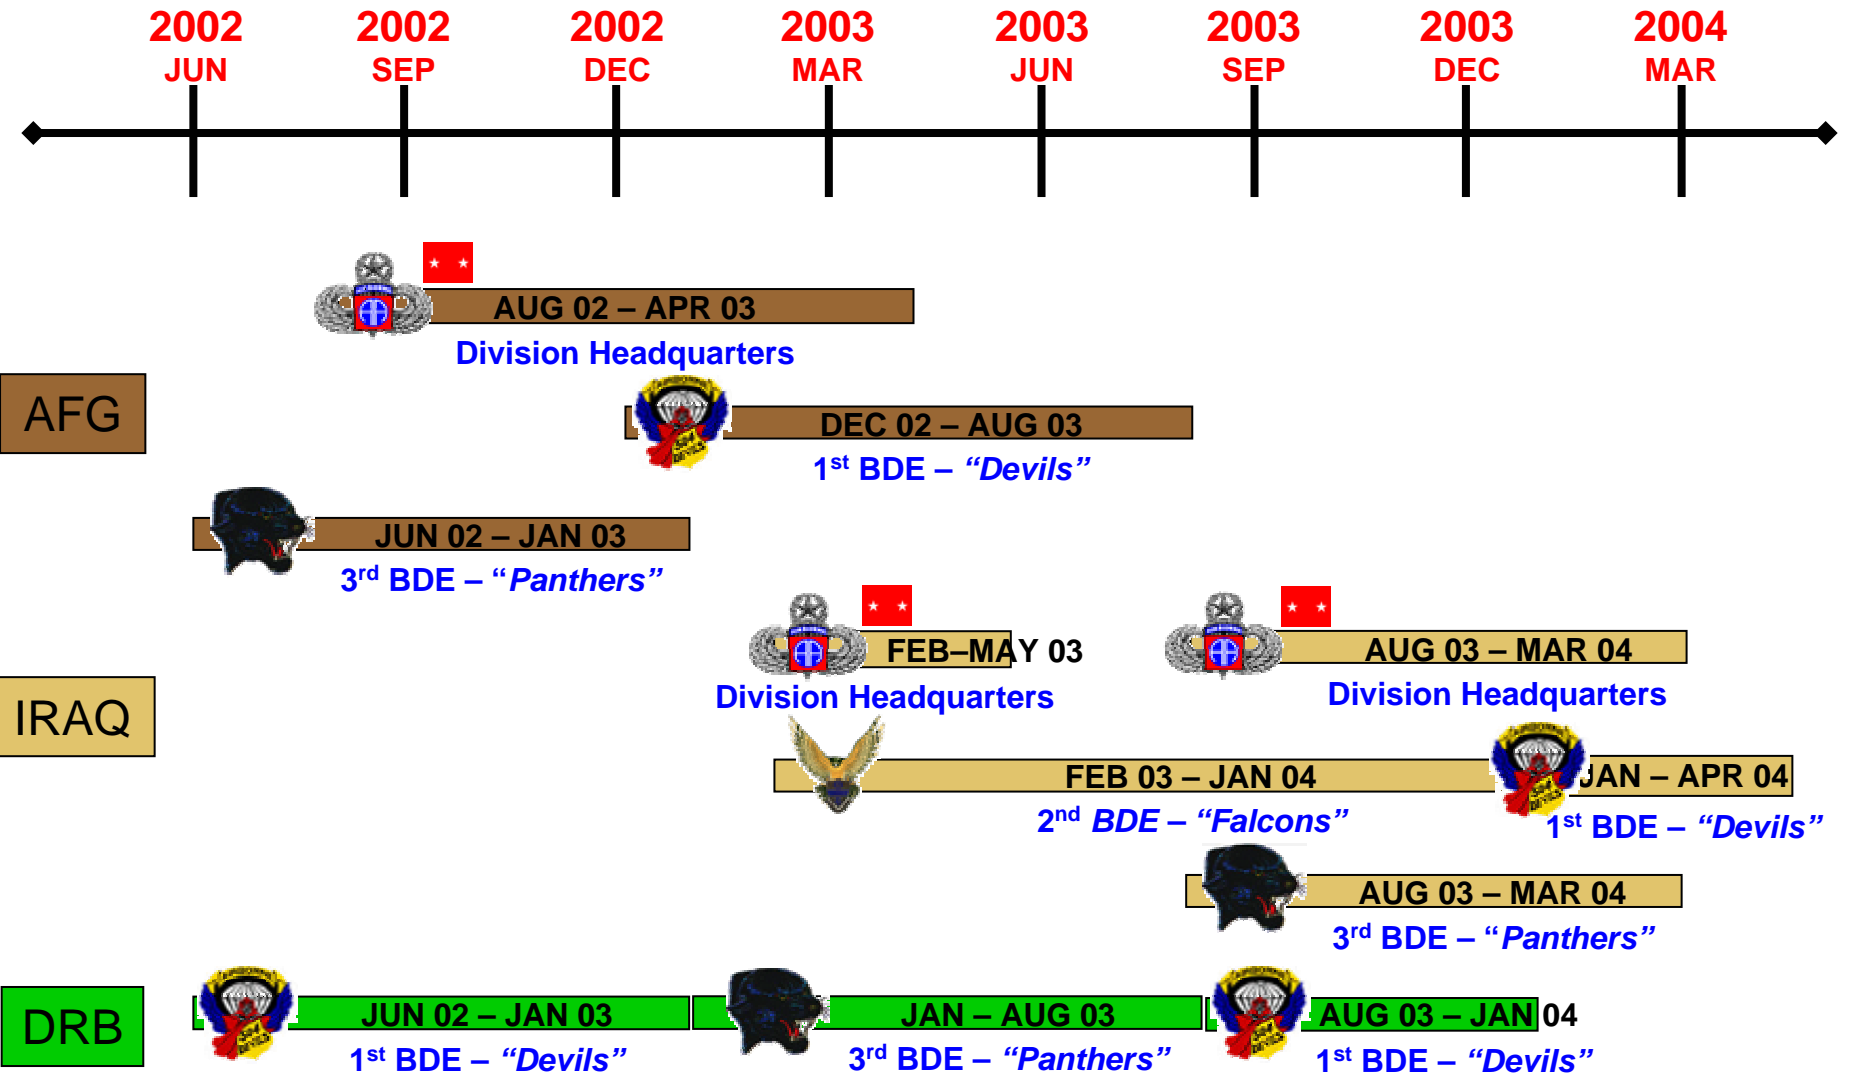 2002 2002 2002 2003 2003 2003 2003 2004
JUN SEP DEC MAR JUN SEP DEC MAR
AUG 02 – APR 03
Division Headquarters
AFG
DEC 02 – AUG 03
1st BDE – “Devils”
JUN 02 – JAN 03
3rd BDE – “Panthers”
FEB–MAY 03 AUG 03 – MAR 04
Division Headquarters Division Headquarters
IRAQ
FEB 03 – JAN 04 JAN – APR 04
2nd BDE – “Falcons” 1st BDE – “Devils”
AUG 03 – MAR 04
3rd BDE – “Panthers”
DRB
JUN 02 – JAN 03 JAN – AUG 03 AUG 03 – JAN 04
1st BDE – “Devils” 3rd BDE – “Panthers” 1st BDE – “Devils”